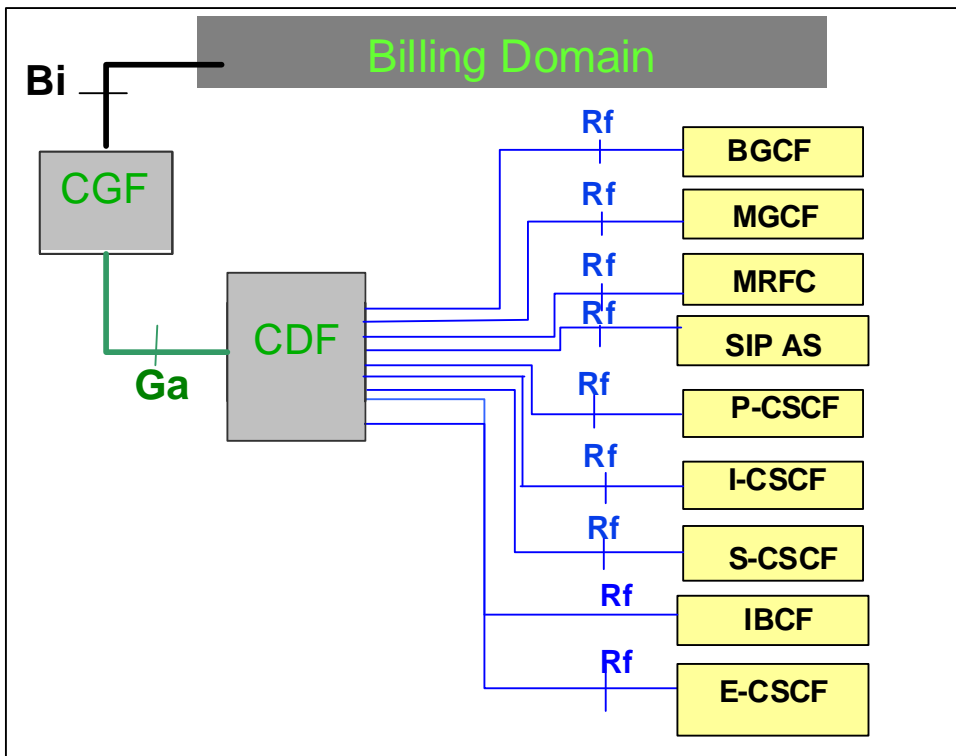 Billing Domain
Bi
CGF
Ga
CDF
Rf
BGCF
Rf
MGCF
Rf
MRFC
Rf
SIP AS
Rf
P-CSCF
Rf
I-CSCF
Rf
S-CSCF
Rf
IBCF
Rf
E-CSCF